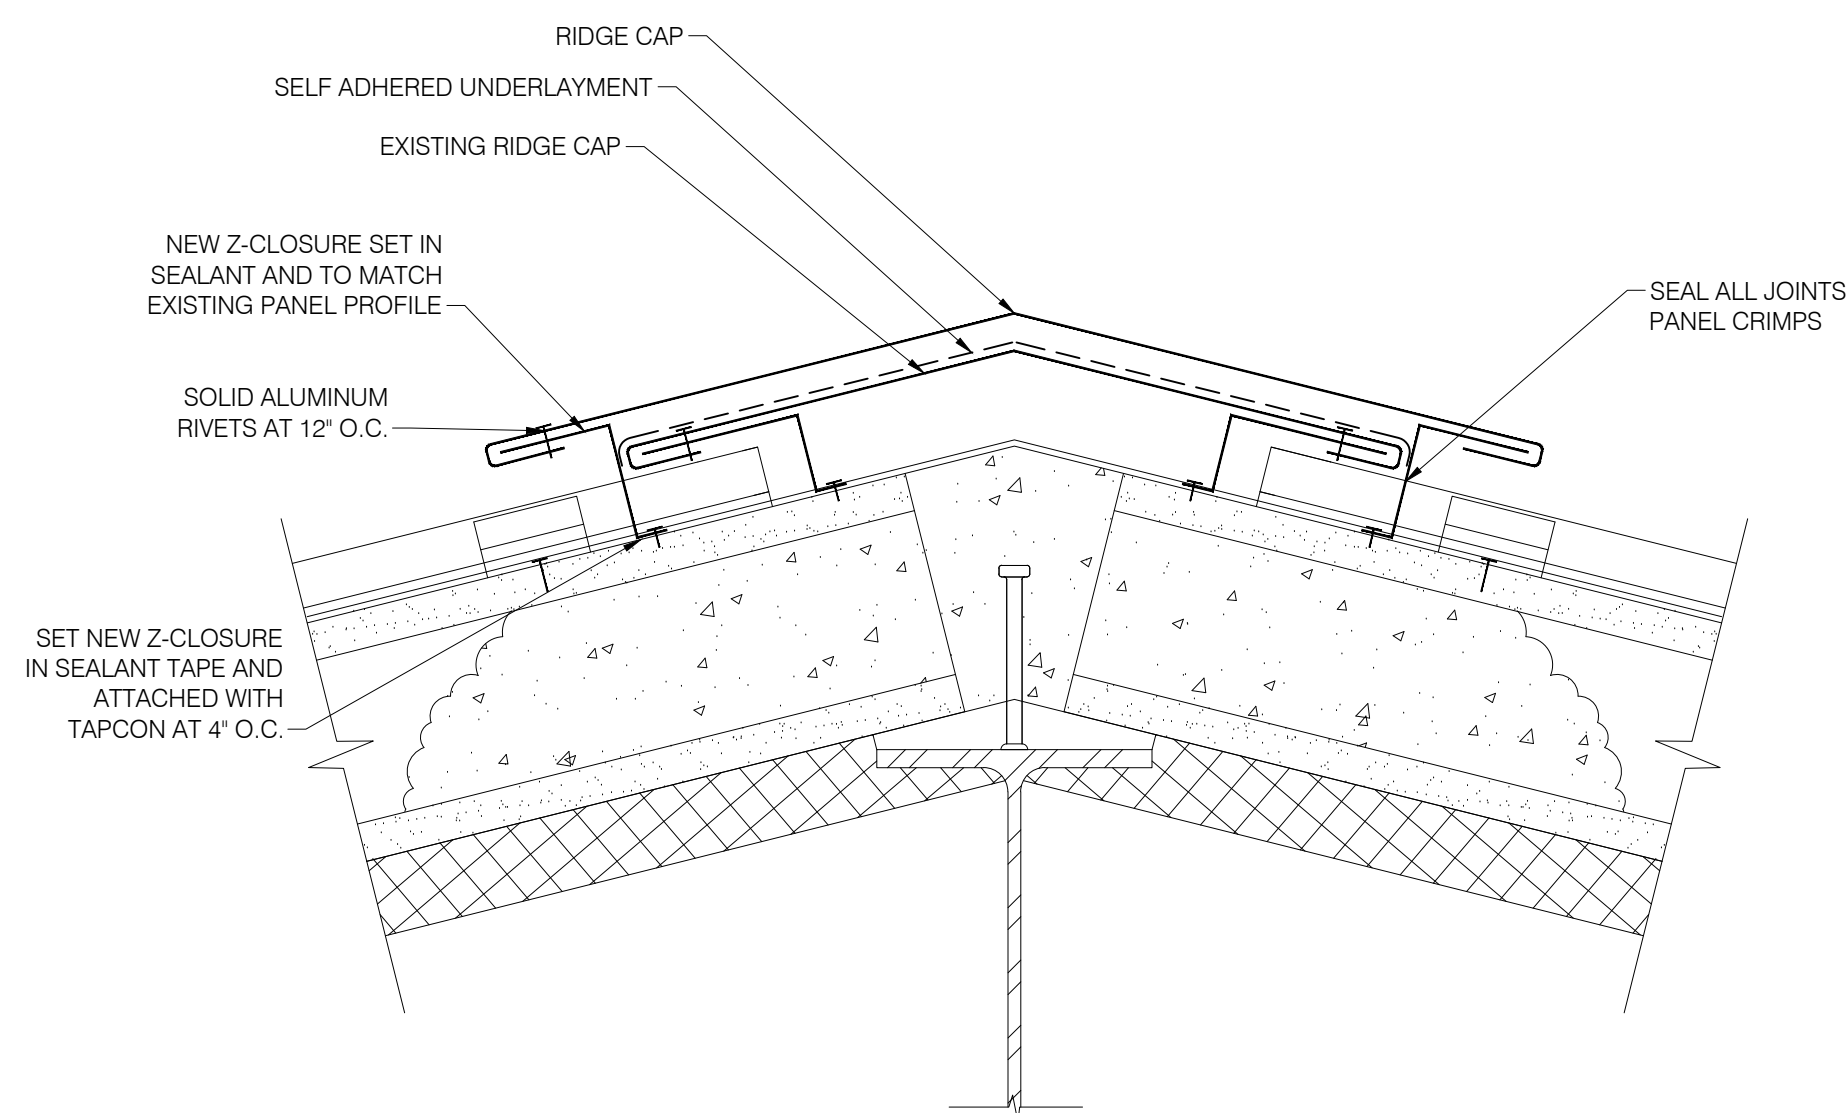 RIDGE CAP
SELF ADHERED UNDERLAYMENT
EXISTING RIDGE CAP
NEW Z-CLOSURE SET IN
SEALANT AND TO MATCH
EXISTING PANEL PROFILE
SEAL ALL JOINTS
PANEL CRIMPS
SOLID ALUMINUM
RIVETS AT 12" O.C.
SET NEW Z-CLOSURE
IN SEALANT TAPE AND
ATTACHED WITH
TAPCON AT 4" O.C.